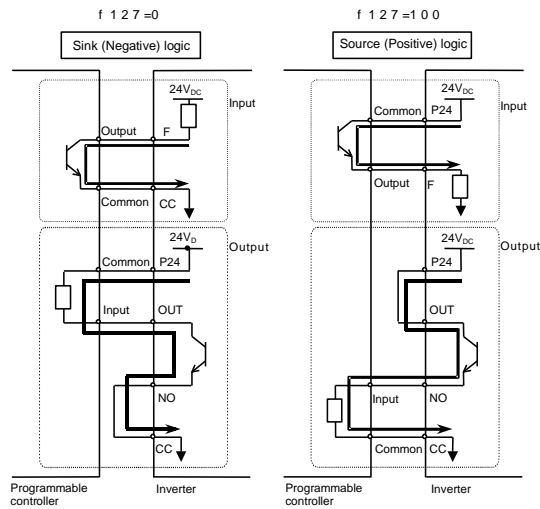 f 1 2 7 =0
Sink (Negative) logic
24VDC
Input
Output
F
Common
CC
24VD
Output
Common
P24
Input
OUT
NO
CC
Programmable
controller
Inverter
f 1 2 7 =1 0 0
Source (Positive) logic
24VDC
Common
P24
Input
Output
F
24VDC
Output
P24
OUT
Input
NO
Common
CC
Programmable
controller
Inverter